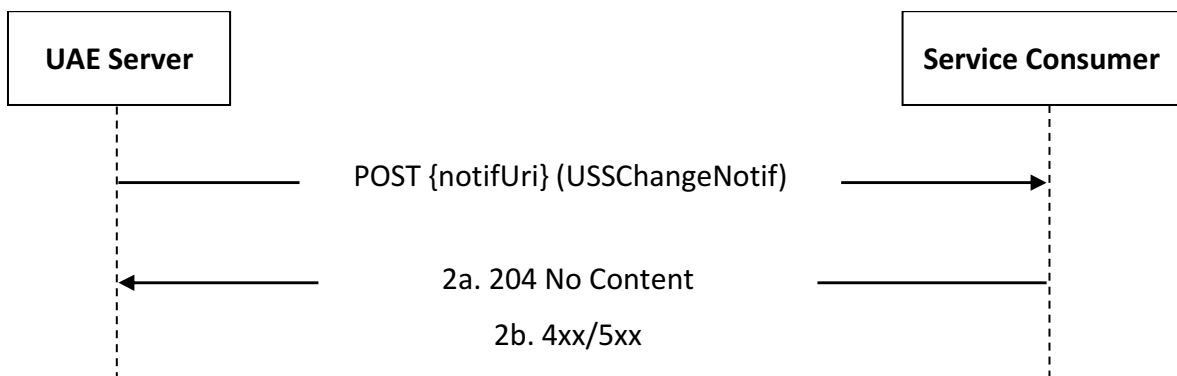 UAE Server
Service Consumer
POST {notifUri} (USSChangeNotif)
2a. 204 No Content
2b. 4xx/5xx